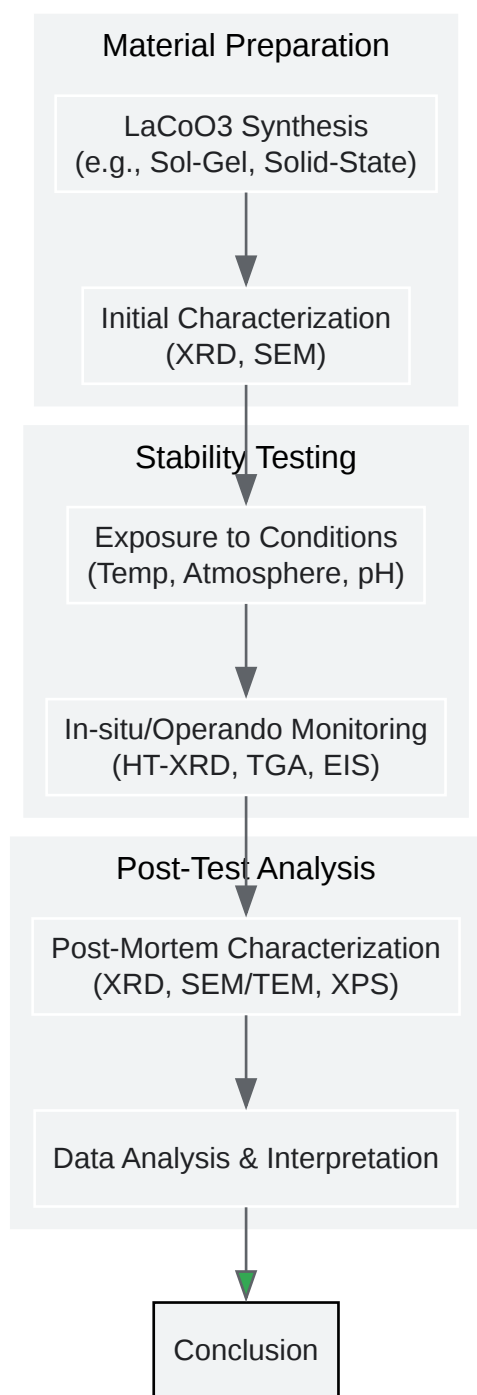 Material Preparation
LaCoO3 Synthesis
(e.g., Sol-Gel, Solid-State)
Initial Characterization
(XRD, SEM)
Stability Testing
Exposure to Conditions
(Temp, Atmosphere, pH)
In-situ/Operando Monitoring
(HT-XRD, TGA, EIS)
Post-Test Analysis
Post-Mortem Characterization
(XRD, SEM/TEM, XPS)
Data Analysis & Interpretation
Conclusion